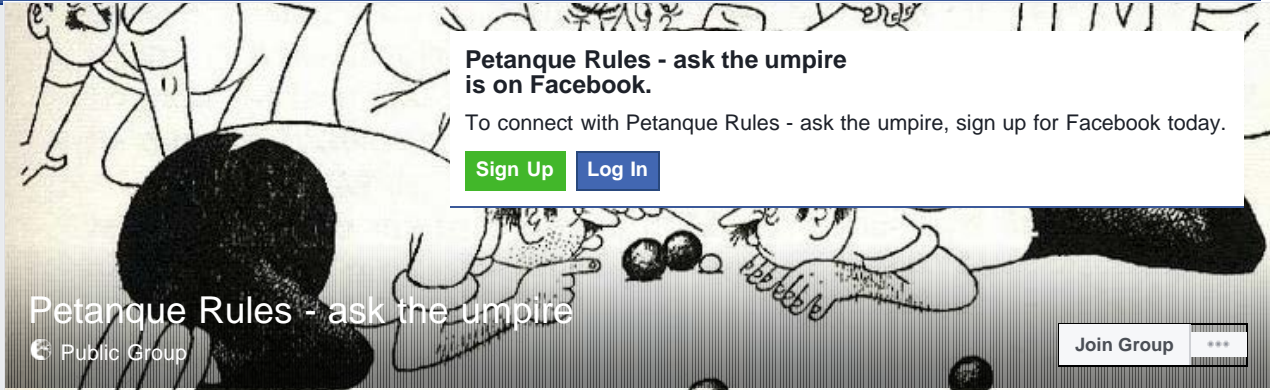 Petanque Rules - ask the umpire
is on Facebook.
To connect with Petanque Rules - ask the umpire, sign up for Facebook today.
Sign Up Log In
Petanque Rules - ask the umpire
Public Group
Join Group •••